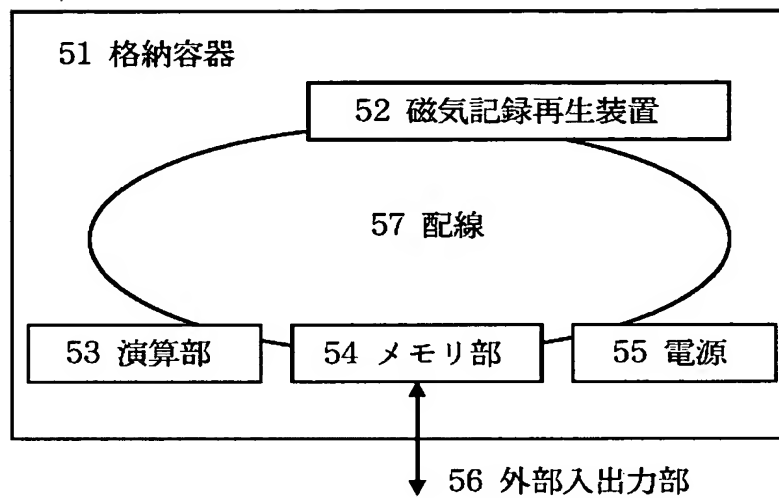 51 格納容器
52 磁気記録再生装置
57 配線
53 演算部
54 メモリ部
55 電源
56 外部入出力部